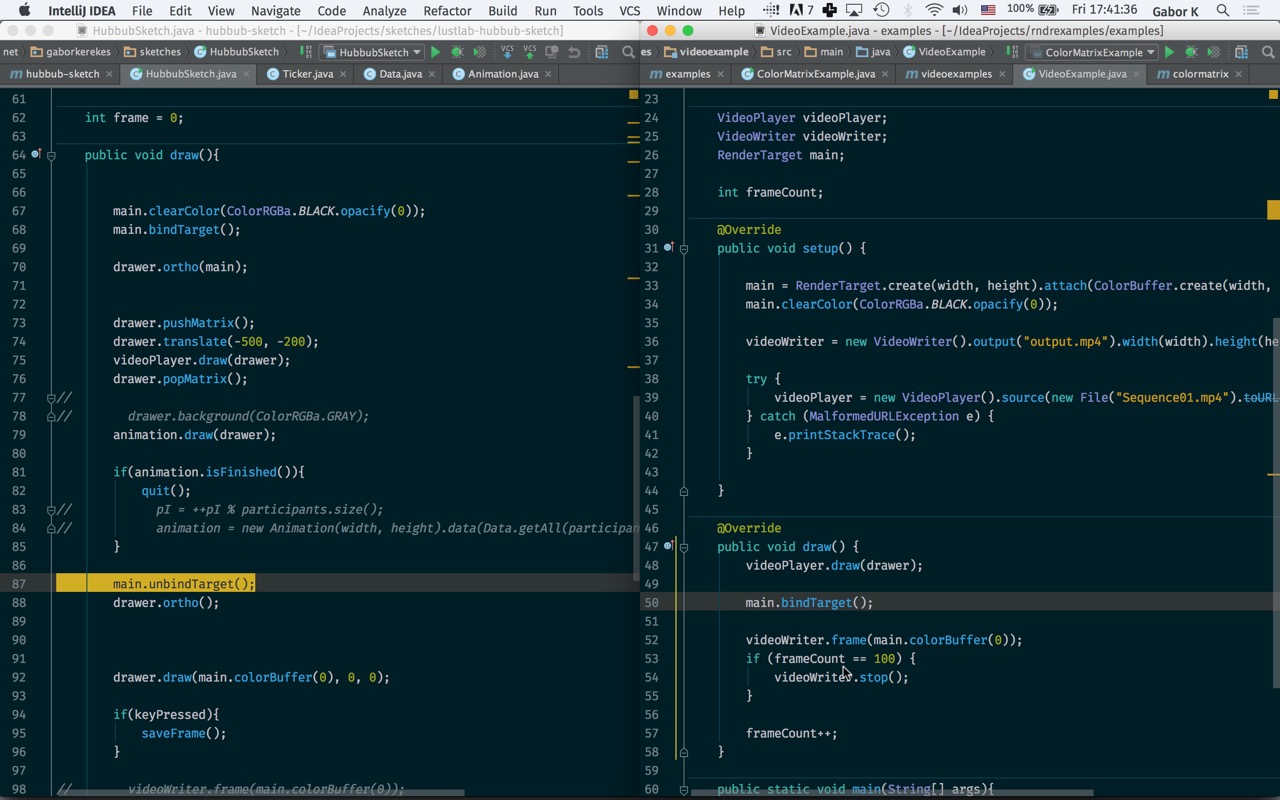 IntelliJ IDEA File Edit View Navigate Code Analyze Refactor Build Run Tools VCS Window Help 7 100% Fri 17:41:36 Gabor K
HubbubSketch.java - hubbub-sketch - [~/IdeaProjects/sketches/lustlab-sketch]
net gaborkerekes sketches HubbubSketch HubbubSketch VCS VCS
m hubbub-sketch HubbubSketch.java Ticker.java Data.java Animation.java
61
62 int frame = 0;
63
64 public void draw(){
65
66
67 main.clearColor(ColorRGBa.BLACK.opacify(0));
68 main.bindTarget();
69
70 drawer.ortho(main);
71
72
73 drawer.pushMatrix();
74 drawer.translate(-500, -200);
75 videoPlayer.draw(drawer);
76 drawer.popMatrix();
77 //
78 // drawer.background(ColorRGBa.GRAY);
79 animation.draw(drawer);
80
81 if(animation.isFinished()){
82 quit();
83 // pI = ++pI % participants.size();
84 // animation = new Animation(width, height).data(Data.getAll(participan
85 }
86
87 main.unbindTarget();
88 drawer.ortho();
89
90
91
92 drawer.draw(main.colorBuffer(0), 0, 0);
93
94 if(keyPressed){
95 saveFrame();
96 }
97
98 // videoWriter.frame(main.colorBuffer(0));
VideoExample.java - examples - [~/IdeaProjects/rndrexamples/examples]
es videoexample src main java VideoExample ColorMatrixExample
m examples ColorMatrixExample.java m videoexamples VideoExample.java m colormatrix
23
24 VideoPlayer videoPlayer;
25 VideoWriter videoWriter;
26 RenderTarget main;
27
28 int frameCount;
29
30 @Override
31 public void setup() {
32
33 main = RenderTarget.create(width, height).attach(ColorBuffer.create(width,
34 main.clearColor(ColorRGBa.BLACK.opacify(0));
35
36 videoWriter = new VideoWriter().output("output.mp4").width(width).height(he
37
38 try {
39 videoPlayer = new VideoPlayer().source(new File("Sequence01.mp4").toURL
40 } catch (MalformedURLException e) {
41 e.printStackTrace();
42 }
43
44 }
45
46 @Override
47 public void draw() {
48 videoPlayer.draw(drawer);
49
50 main.bindTarget();
51
52 videoWriter.frame(main.colorBuffer(0));
53 if (frameCount == 100) {
54 videoWriter.stop();
55 }
56
57 frameCount++;
58 }
59
60 public static void main(String[] args){